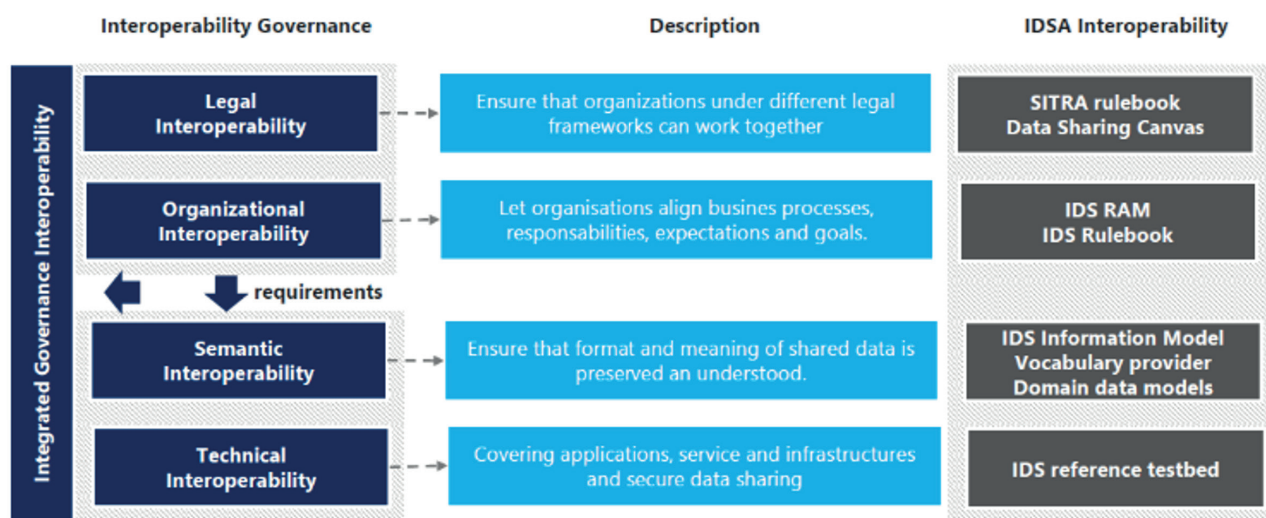 Interoperability Governance
Description
IDSA Interoperability
Integrated Governance Interoperability
Legal
Interoperability
Ensure that organizations under different legal
frameworks can work together
SITRA rulebook
Data Sharing Canvas
Organizational
Interoperability
Let organisations align busines processes,
responsabilities, expectations and goals.
IDS RAM
IDS Rulebook
requirements
Semantic
Interoperability
Ensure that format and meaning of shared data is
preserved an understood.
IDS Information Model
Vocabulary provider
Domain data models
Technical
Interoperability
Covering applications, service and infrastructures
and secure data sharing
IDS reference testbed